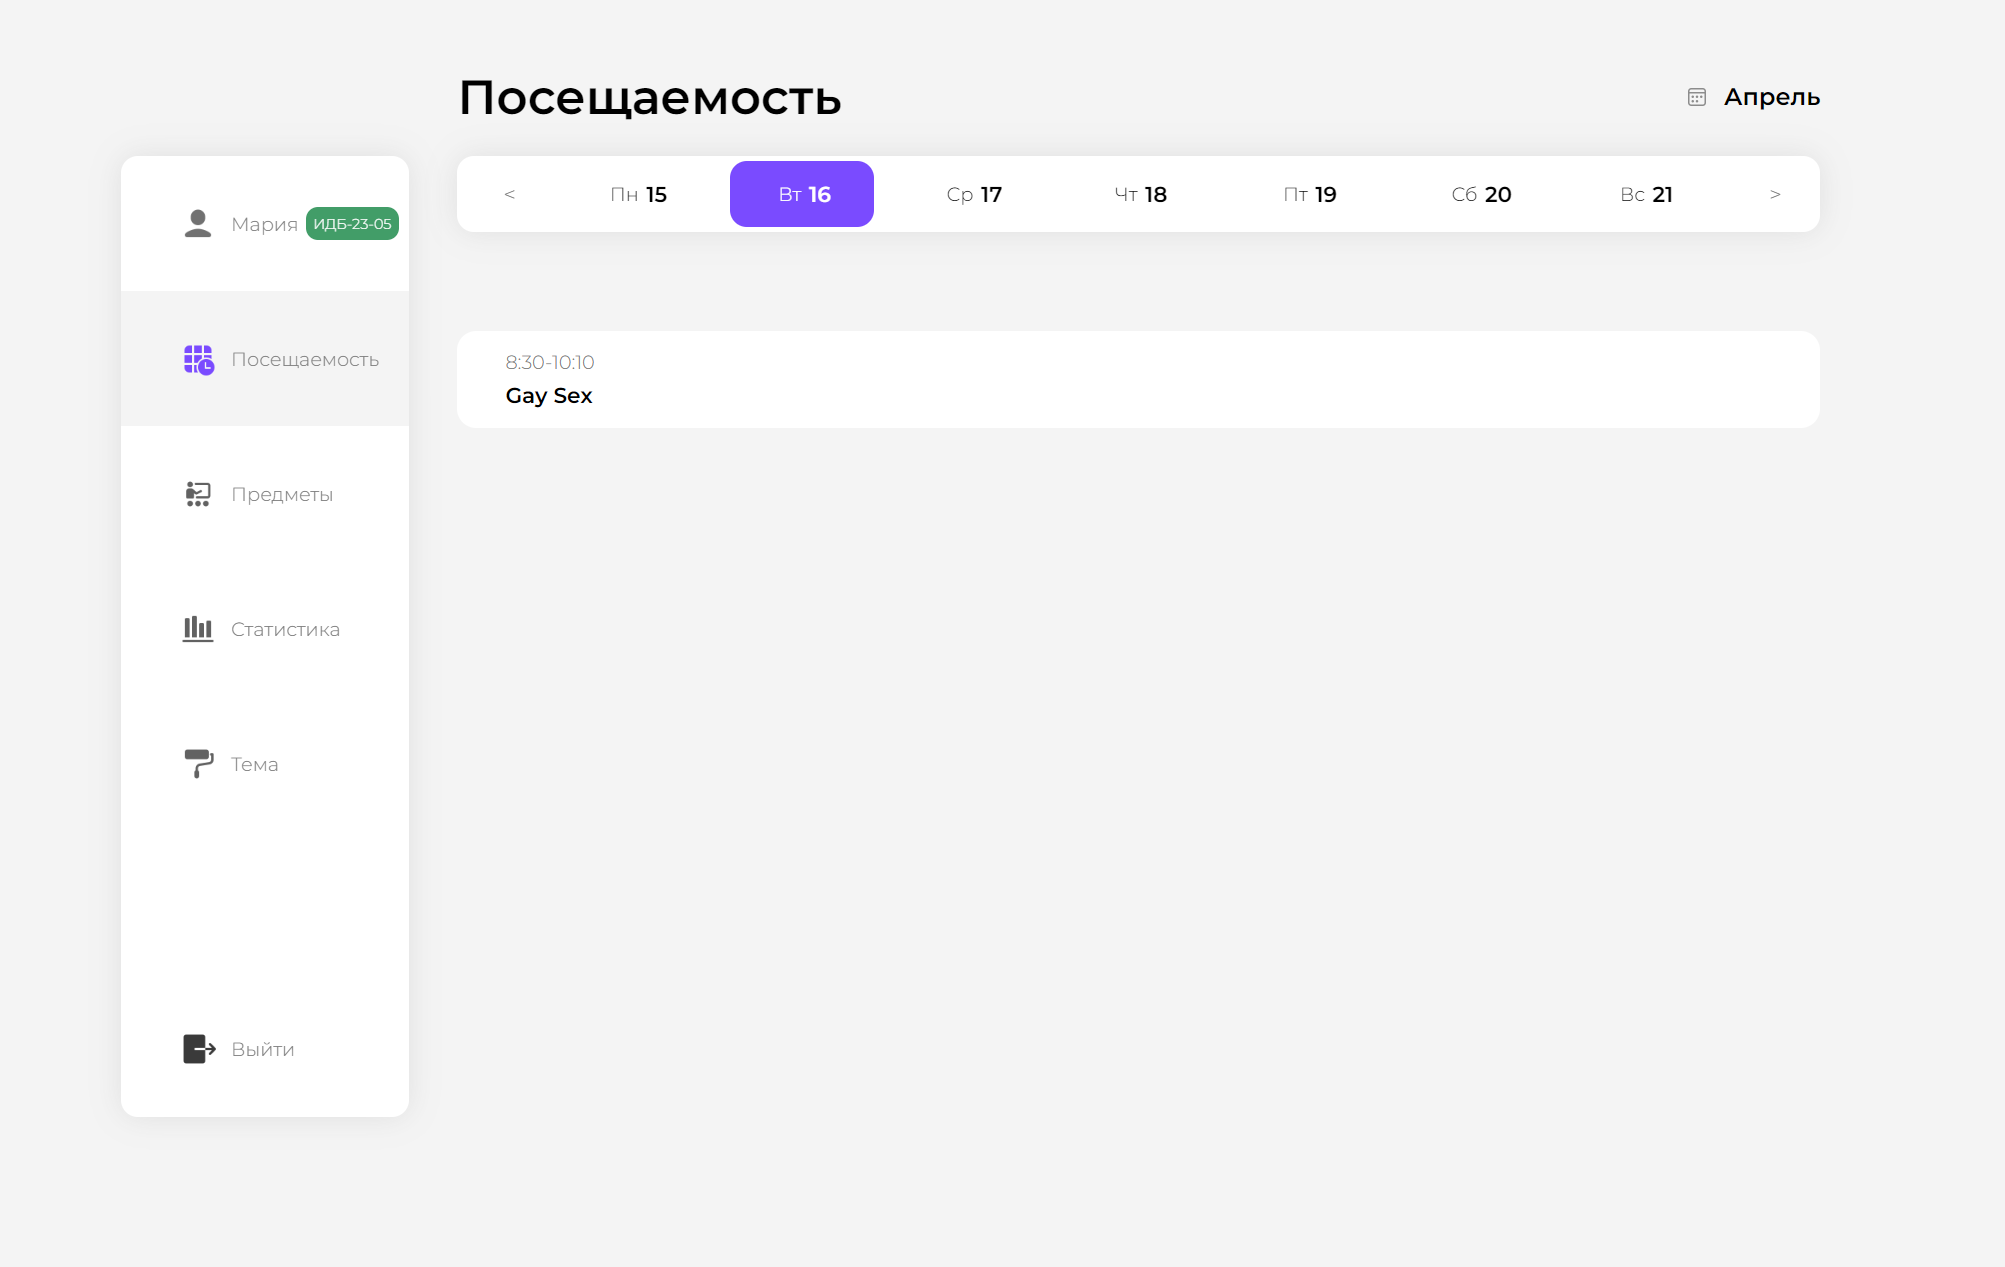 Посещаемость
Апрель
< Пн 15 Вт 16 Ср 17 Чт 18 Пт 19 Сб 20 Вс 21 >
Мария ИДБ-23-05
Посещаемость
Предметы
Статистика
Тема
Выйти
8:30-10:10
Gay Sex